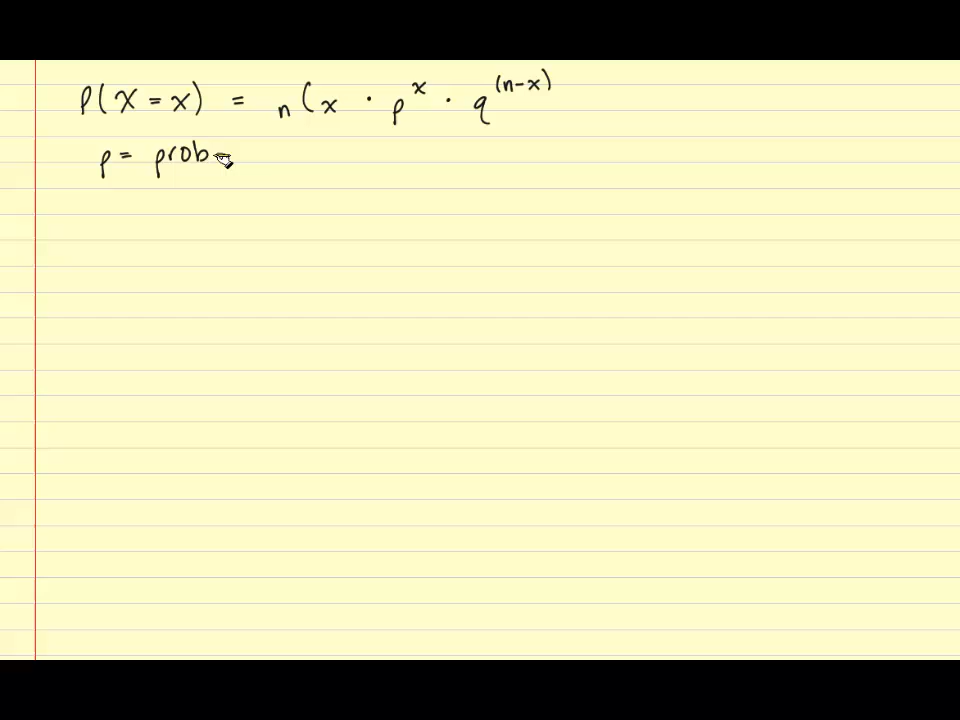 P(X = x) = nCx · p^x · q^(n-x)
p = prob